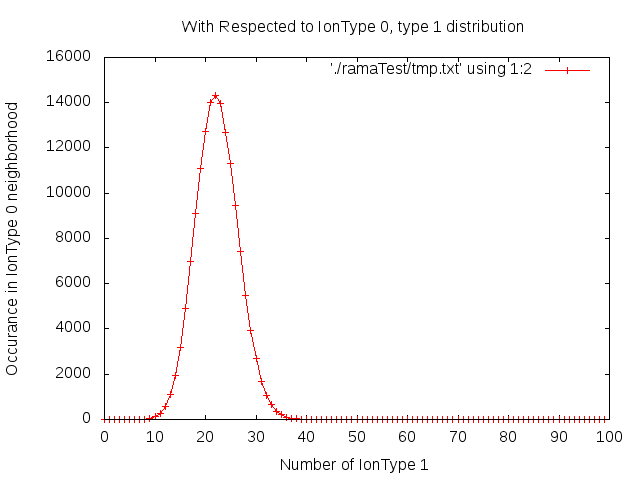 With Respected to IonType 0, type 1 distribution
'./ramaTest/tmp.txt' using 1:2
Occurance in IonType 0 neighborhood
16000
14000
12000
10000
8000
6000
4000
2000
0
0 10 20 30 40 50 60 70 80 90 100
Number of IonType 1